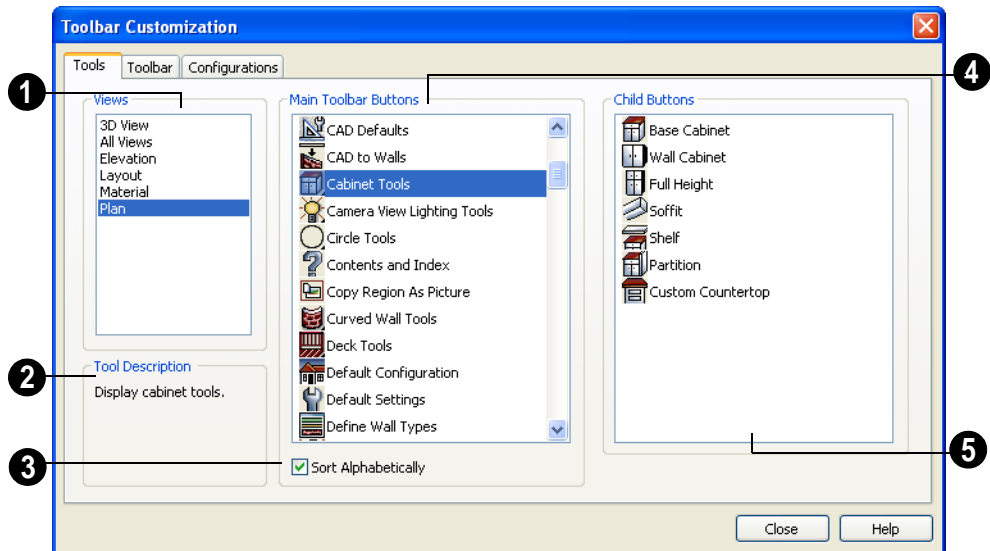 Toolbar Customization
Tools Toolbar Configurations
1
Views
3D View
All Views
Elevation
Layout
Material
Plan
2
Tool Description
Display cabinet tools.
4
Main Toolbar Buttons
CAD Defaults
CAD to Walls
Cabinet Tools
Camera View Lighting Tools
Circle Tools
Contents and Index
Copy Region As Picture
Curved Wall Tools
Deck Tools
Default Configuration
Default Settings
Define Wall Types
3
Sort Alphabetically
Child Buttons
Base Cabinet
Wall Cabinet
Full Height
Soffit
Shelf
Partition
Custom Countertop
5
Close Help